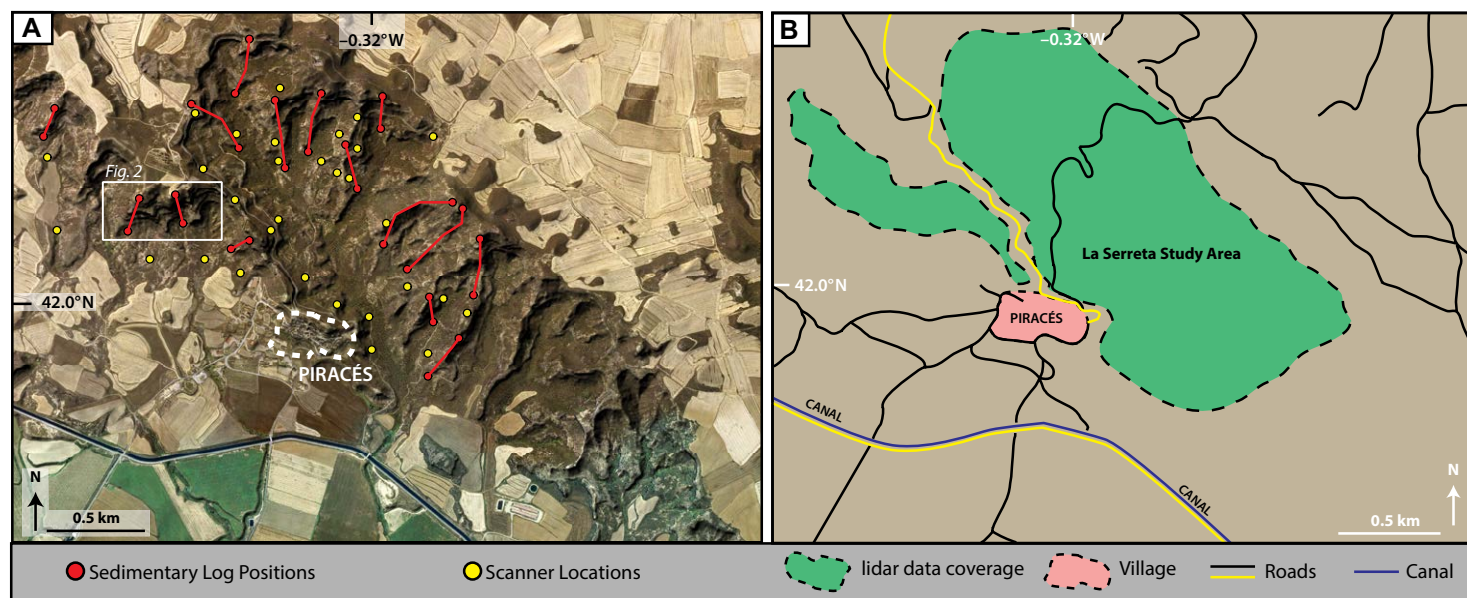 A
–0.32°W
Fig. 2
42.0°N
PIRACÉS
N
0.5 km
B
–0.32°W
La Serreta Study Area
42.0°N
PIRACÉS
CANAL
CANAL
N
0.5 km
Sedimentary Log Positions
Scanner Locations
lidar data coverage
Village
Roads
Canal